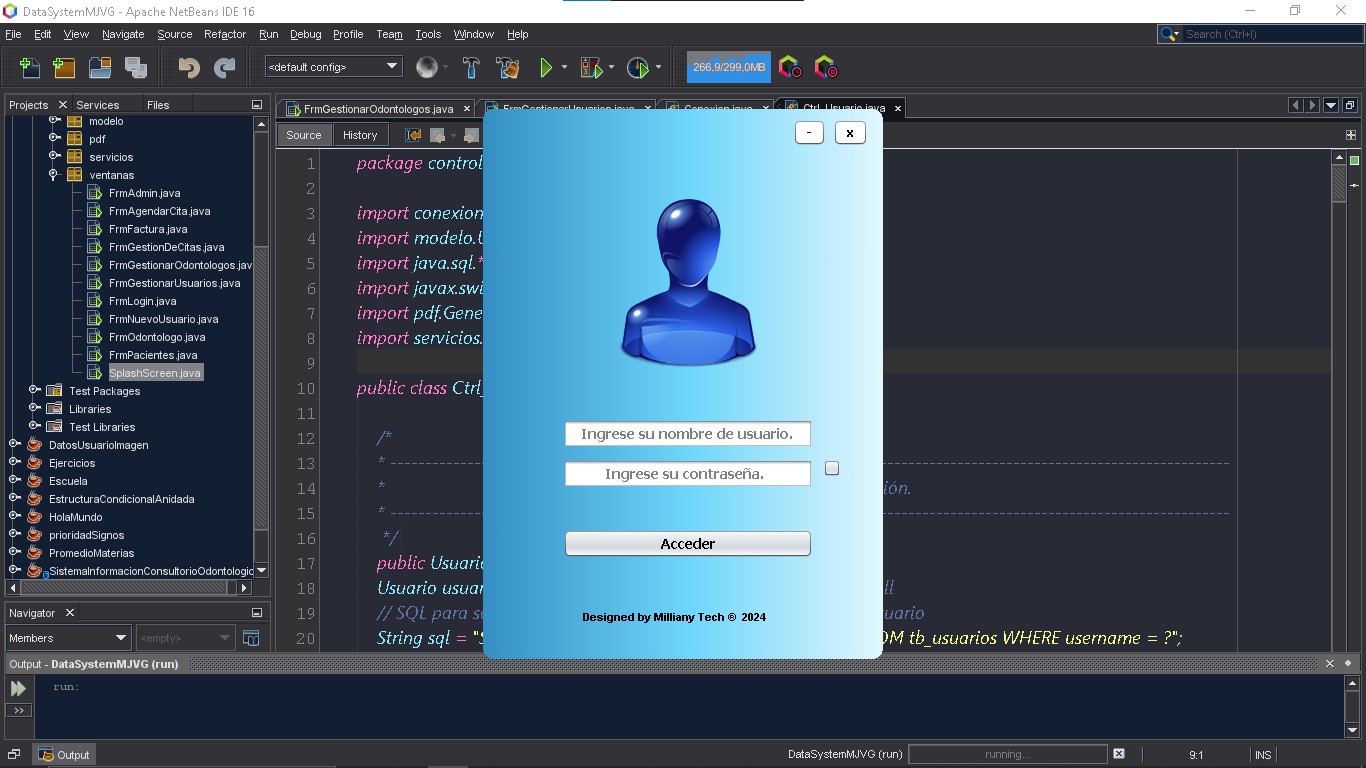 DataSystemMJVG - Apache NetBeans IDE 16
File Edit View Navigate Source Refactor Run Debug Profile Team Tools Window Help
Search (Ctrl+I)
<default config>
266,9/299,0MB
Projects Services Files
FrmGestionarOdontologos.java FrmGestionarUsuarios.java Conexion.java Ctrl_Usuario.java
Source History
modelo
pdf
servicios
ventanas
FrmAdmin.java
FrmAgendarCita.java
FrmFactura.java
FrmGestionDeCitas.java
FrmGestionarOdontologos.jav
FrmGestionarUsuarios.java
FrmLogin.java
FrmNuevoUsuario.java
FrmOdontologo.java
FrmPacientes.java
SplashScreen.java
Test Packages
Libraries
Test Libraries
DatosUsuarioImagen
Ejercicios
Escuela
EstructuraCondicionalAnidada
HolaMundo
prioridadSignos
PromedioMaterias
SistemaInformacionConsultorioOdontologic
Navigator
Members
<empty>
1 package control
2
3 import conexion
4 import modelo.U
5 import java.sql.*
6 import javax.swi
7 import pdf.Gene
8 import servicios.
9
10 public class Ctrl_
11
12 /*
13 * ----------
14 * ión.
15 * ----------
16 */
17 public Usuari
18 Usuario usuar ll
19 // SQL para s uario
20 String sql = "S OM tb_usuarios WHERE username = ?";
- x
Ingrese su nombre de usuario.
Ingrese su contraseña.
Acceder
Designed by Milliany Tech © 2024
Output - DataSystemMJVG (run)
run:
>>
Output
DataSystemMJVG (run)
running...
9:1
INS